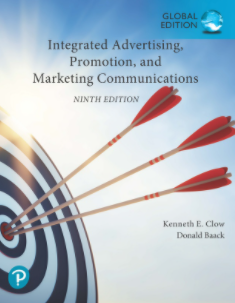 GLOBAL
EDITION
Integrated Advertising,
Promotion, and
Marketing Communications
NINTH EDITION
Kenneth E. Clow
Donald Baack
P